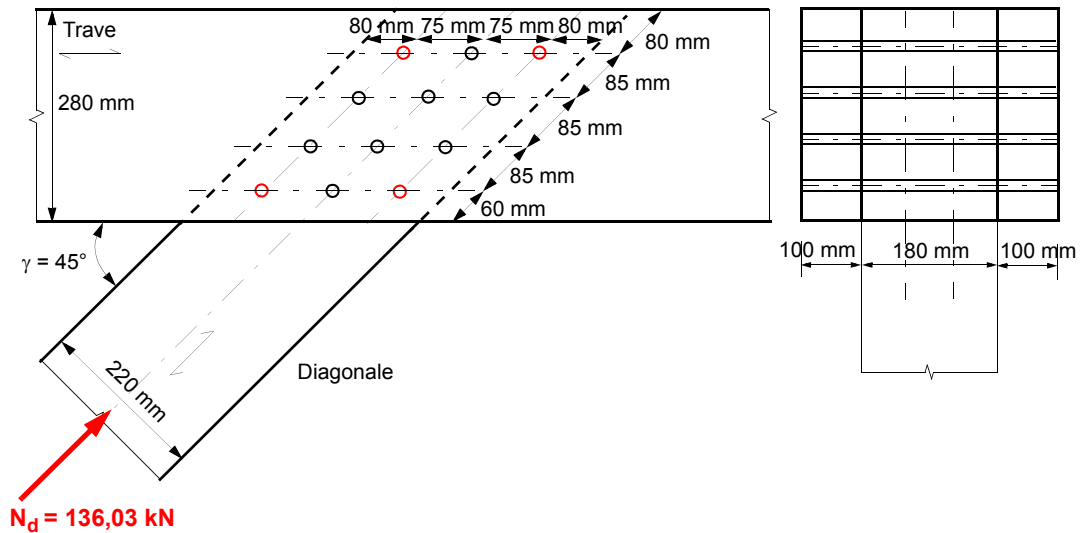 80 mm 75 mm 75 mm 80 mm
Trave
80 mm
280 mm
85 mm
85 mm
85 mm
60 mm
100 mm 180 mm 100 mm
γ = 45°
220 mm
Diagonale
Nd = 136,03 kN